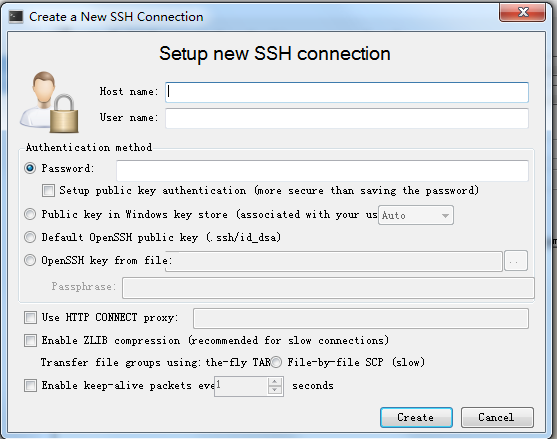 Create a New SSH Connection
Setup new SSH connection
Host name:
User name:
Authentication method
Password:
Setup public key authentication (more secure than saving the password)
Public key in Windows key store (associated with your us
Auto
Default OpenSSH public key (.ssh/id_dsa)
OpenSSH key from file:
..
Passphrase:
Use HTTP CONNECT proxy:
Enable ZLIB compression (recommended for slow connections)
Transfer file groups using: the-fly TAR File-by-file SCP (slow)
Enable keep-alive packets eve 1 seconds
Create Cancel